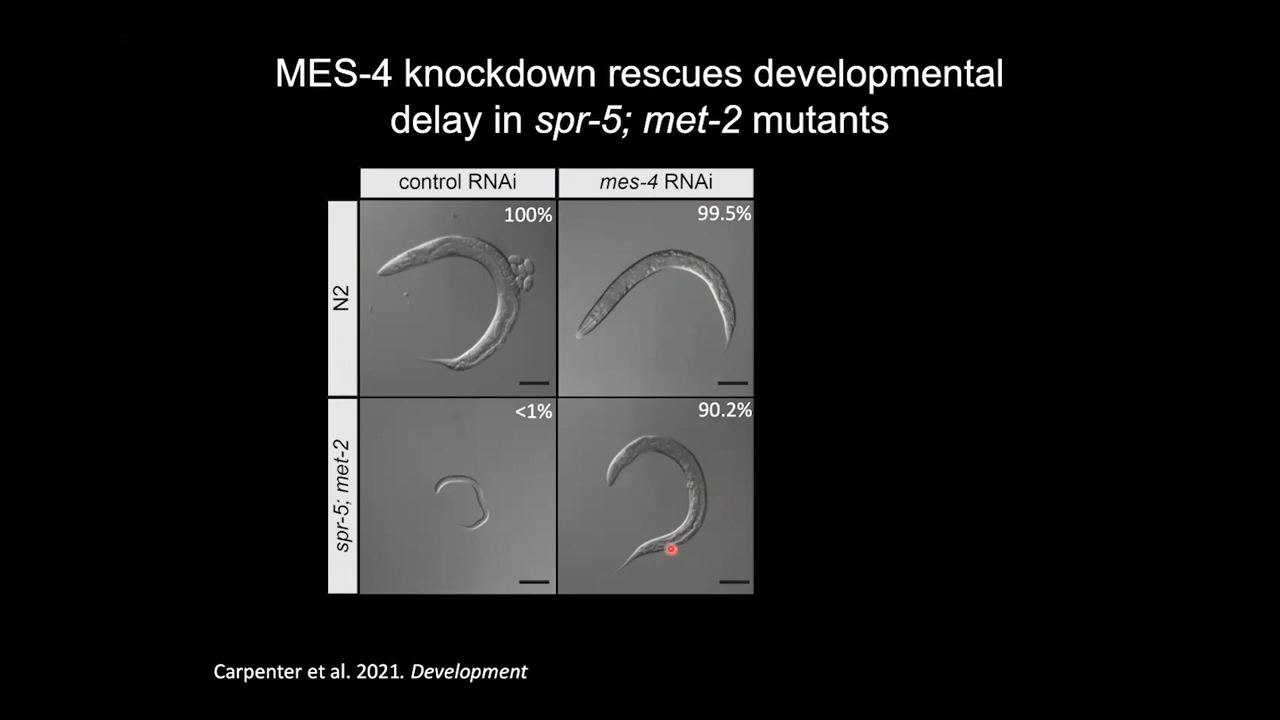 MES-4 knockdown rescues developmental
delay in spr-5; met-2 mutants
control RNAi
mes-4 RNAi
N2
100%
99.5%
spr-5; met-2
<1%
90.2%
Carpenter et al. 2021. Development